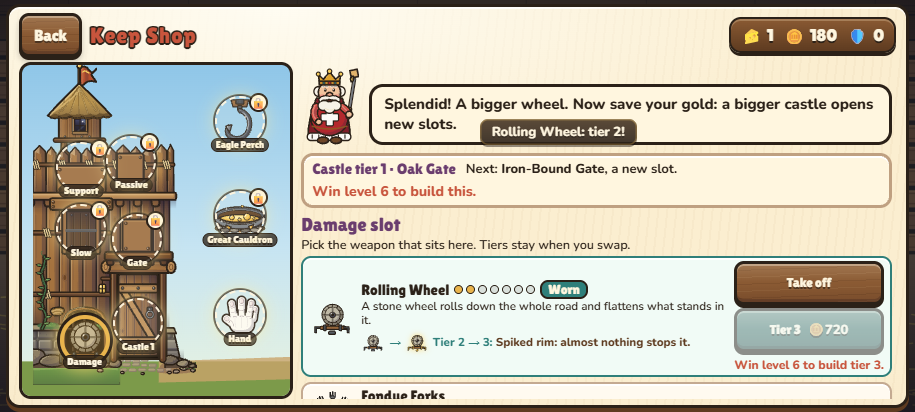 Back
Keep Shop
1 180 0
Eagle Perch
Support
Passive
Slow
Gate
Great Cauldron
Damage
Castle 1
Hand
Splendid! A bigger wheel. Now save your gold: a bigger castle opens
new slots.
Rolling Wheel: tier 2!
Castle tier 1 · Oak Gate Next: Iron-Bound Gate, a new slot.
Win level 6 to build this.
Damage slot
Pick the weapon that sits here. Tiers stay when you swap.
Rolling Wheel Worn
A stone wheel rolls down the whole road and flattens what stands in
it.
→ Tier 2 → 3: Spiked rim: almost nothing stops it.
Take off
Tier 3 720
Win level 6 to build tier 3.
Fondue Forks